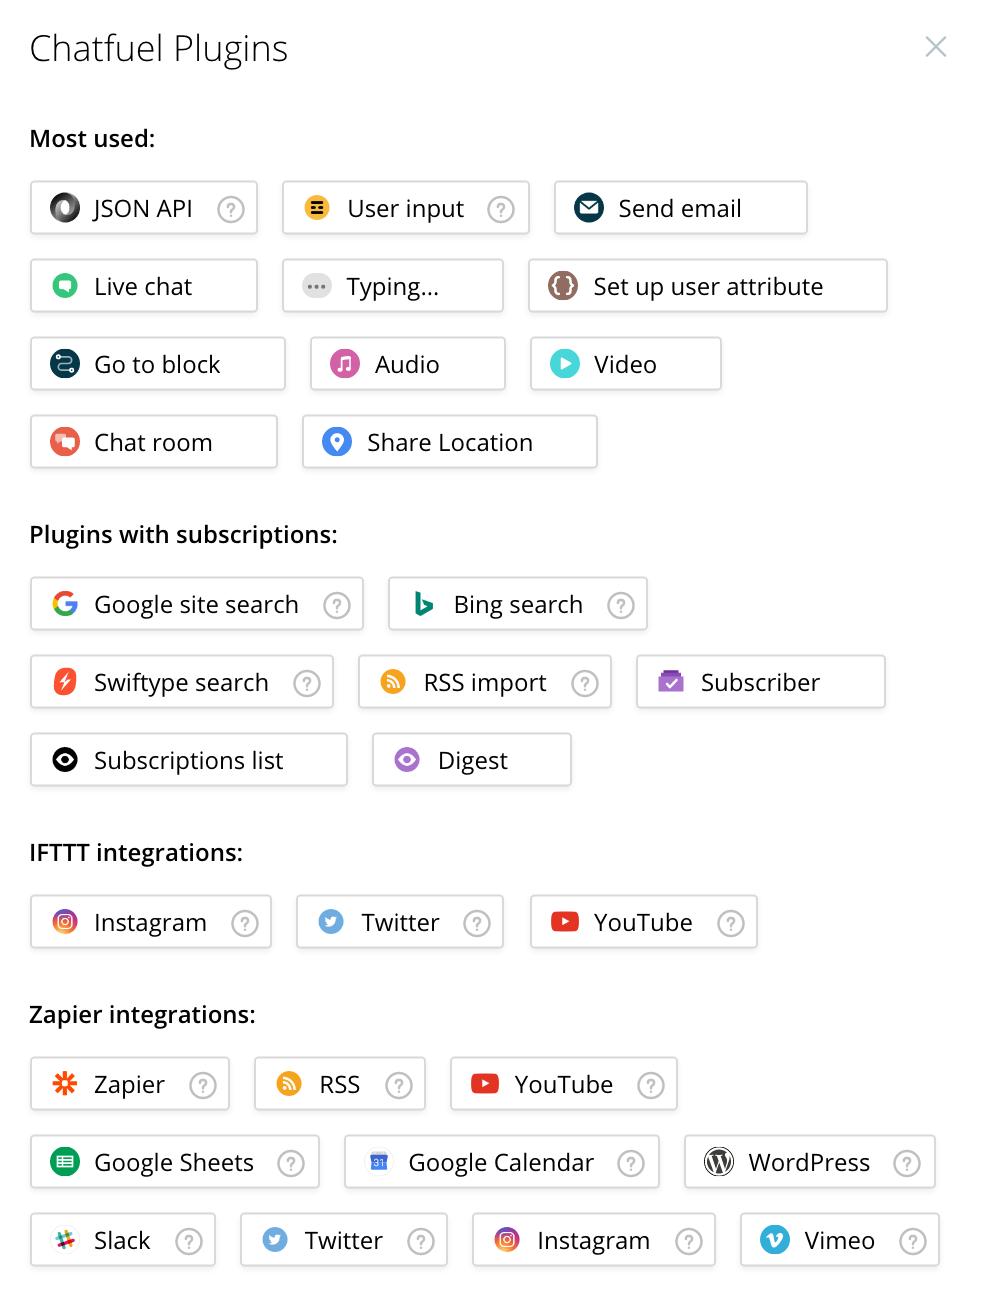 Chatfuel Plugins
Most used:
JSON API ? User input ? Send email
Live chat Typing... Set up user attribute
Go to block Audio Video
Chat room Share Location
Plugins with subscriptions:
Google site search ? Bing search ?
Swiftype search ? RSS import ? Subscriber
Subscriptions list Digest
IFTTT integrations:
Instagram ? Twitter ? YouTube ?
Zapier integrations:
Zapier ? RSS ? YouTube ?
Google Sheets ? 31 Google Calendar ? WordPress ?
Slack ? Twitter ? Instagram ? Vimeo ?